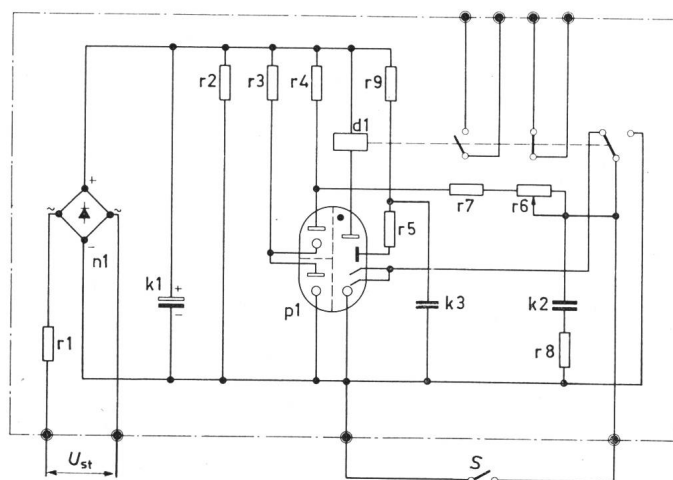 r2
r3
r4
r9
d1
+
~
~
r7
r6
r5
n1
−
k1
+
−
p1
k3
k2
r1
r8
Ust
S